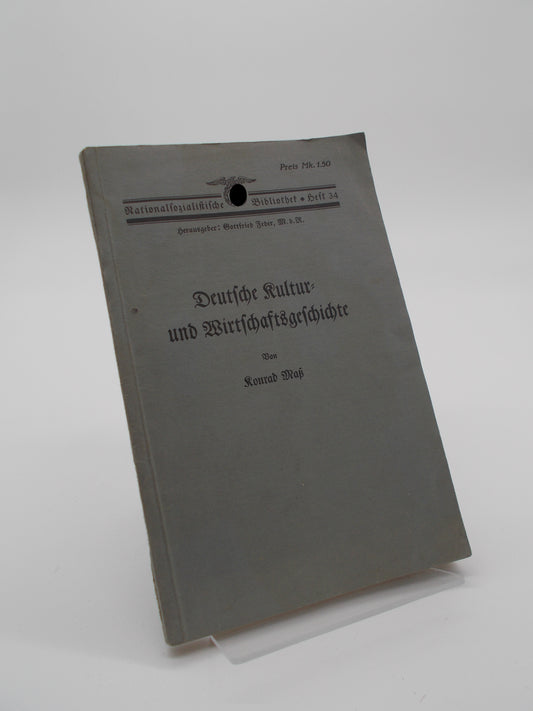 Preis Mk. 1.50
Nationalsozialistische Bibliothek • Heft 34
Herausgeber: Gottfried Feder, M. d. R.
Deutsche Kultur-
und Wirtschaftsgeschichte
Von
Konrad Maß